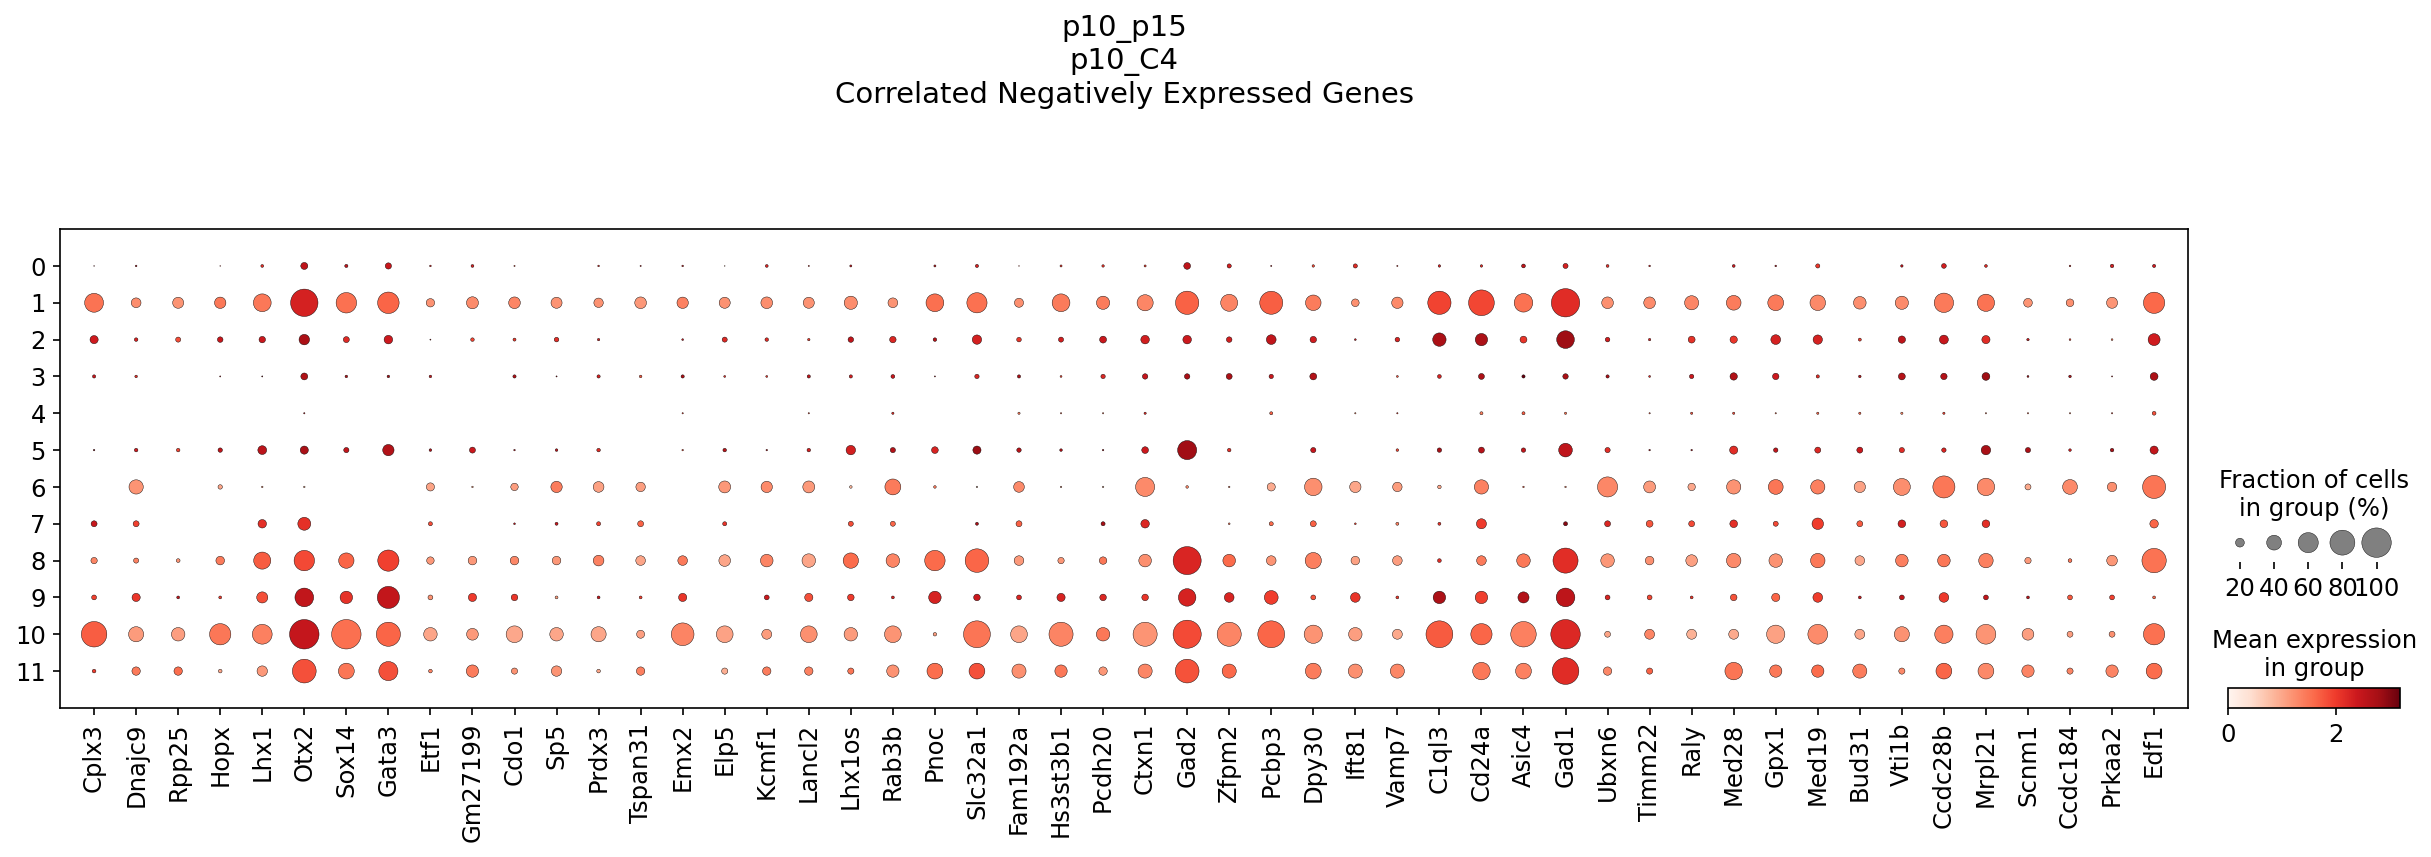 p10_p15
p10_C4
Correlated Negatively Expressed Genes
0
1
2
3
4
5
6
7
8
9
10
11
Cplx3
Dnajc9
Rpp25
Hopx
Lhx1
Otx2
Sox14
Gata3
Etf1
Gm27199
Cdo1
Sp5
Prdx3
Tspan31
Emx2
Elp5
Kcmf1
Lancl2
Lhx1os
Rab3b
Pnoc
Slc32a1
Fam192a
Hs3st3b1
Pcdh20
Ctxn1
Gad2
Zfpm2
Pcbp3
Dpy30
Ift81
Vamp7
C1ql3
Cd24a
Asic4
Gad1
Ubxn6
Timm22
Raly
Med28
Gpx1
Med19
Bud31
Vti1b
Ccdc28b
Mrpl21
Scnm1
Ccdc184
Prkaa2
Edf1
Fraction of cells
in group (%)
20 40 60 80 100
Mean expression
in group
0 2